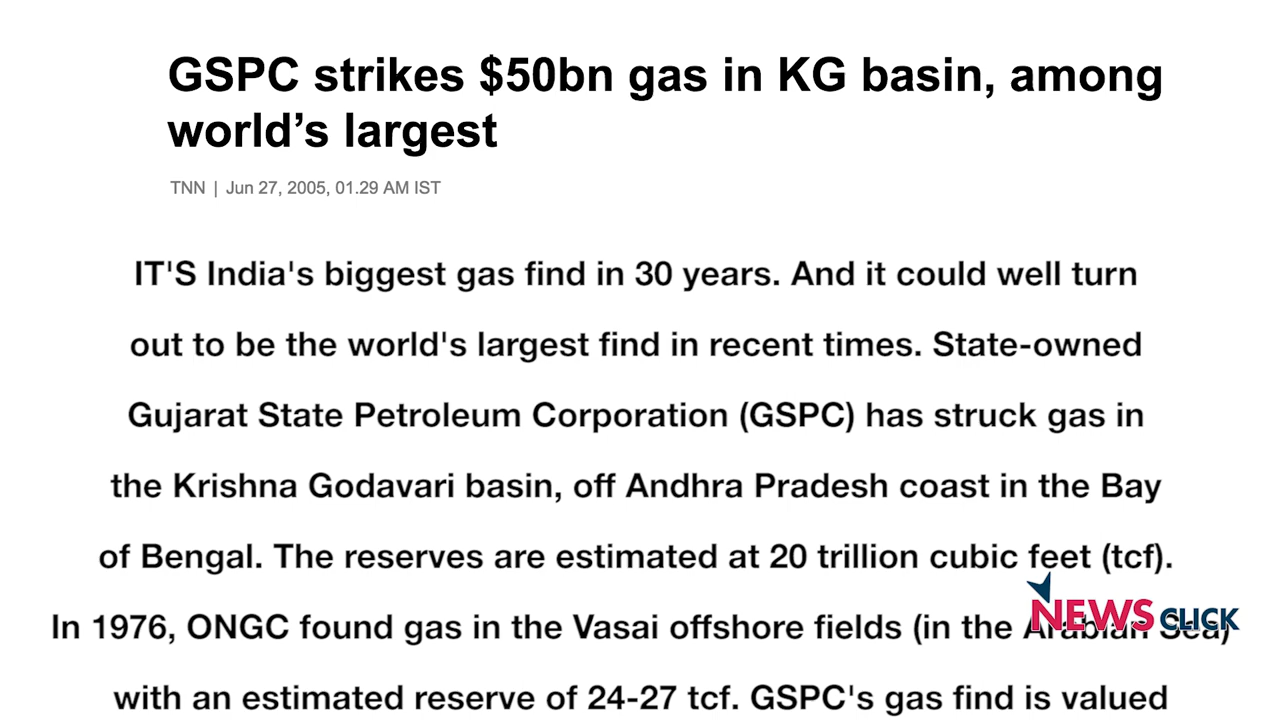 GSPC strikes $50bn gas in KG basin, among
world’s largest
TNN | Jun 27, 2005, 01.29 AM IST
IT'S India's biggest gas find in 30 years. And it could well turn
out to be the world's largest find in recent times. State-owned
Gujarat State Petroleum Corporation (GSPC) has struck gas in
the Krishna Godavari basin, off Andhra Pradesh coast in the Bay
of Bengal. The reserves are estimated at 20 trillion cubic feet (tcf).
In 1976, ONGC found gas in the Vasai offshore fields (in the Arabian Sea)
NEWSCLICK
with an estimated reserve of 24-27 tcf. GSPC's gas find is valued